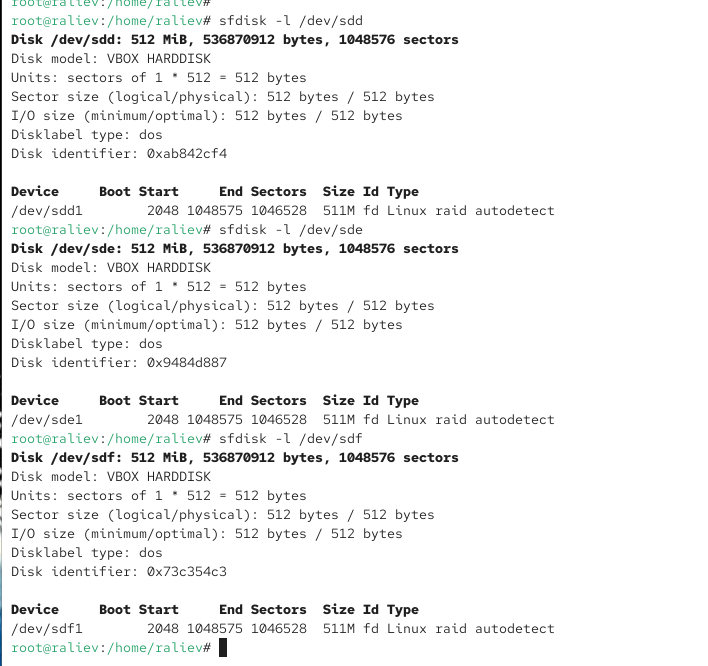 root@raliev:/home/raliev#
root@raliev:/home/raliev# sfdisk -l /dev/sdd
Disk /dev/sdd: 512 MiB, 536870912 bytes, 1048576 sectors
Disk model: VBOX HARDDISK
Units: sectors of 1 * 512 = 512 bytes
Sector size (logical/physical): 512 bytes / 512 bytes
I/O size (minimum/optimal): 512 bytes / 512 bytes
Disklabel type: dos
Disk identifier: 0xab842cf4
Device     Boot Start     End Sectors  Size Id Type
/dev/sdd1        2048 1048575 1046528  511M fd Linux raid autodetect
root@raliev:/home/raliev# sfdisk -l /dev/sde
Disk /dev/sde: 512 MiB, 536870912 bytes, 1048576 sectors
Disk model: VBOX HARDDISK
Units: sectors of 1 * 512 = 512 bytes
Sector size (logical/physical): 512 bytes / 512 bytes
I/O size (minimum/optimal): 512 bytes / 512 bytes
Disklabel type: dos
Disk identifier: 0x9484d887
Device     Boot Start     End Sectors  Size Id Type
/dev/sde1        2048 1048575 1046528  511M fd Linux raid autodetect
root@raliev:/home/raliev# sfdisk -l /dev/sdf
Disk /dev/sdf: 512 MiB, 536870912 bytes, 1048576 sectors
Disk model: VBOX HARDDISK
Units: sectors of 1 * 512 = 512 bytes
Sector size (logical/physical): 512 bytes / 512 bytes
I/O size (minimum/optimal): 512 bytes / 512 bytes
Disklabel type: dos
Disk identifier: 0x73c354c3
Device     Boot Start     End Sectors  Size Id Type
/dev/sdf1        2048 1048575 1046528  511M fd Linux raid autodetect
root@raliev:/home/raliev#